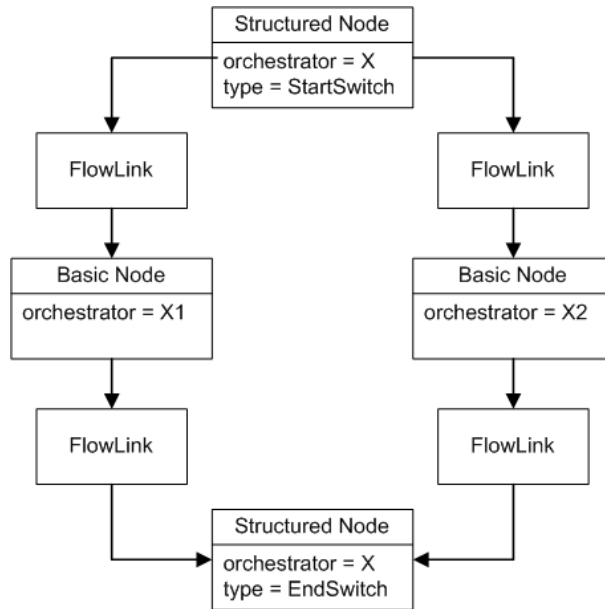 Structured Node
orchestrator = X
type = StartSwitch
FlowLink
FlowLink
Basic Node
orchestrator = X1
Basic Node
orchestrator = X2
FlowLink
FlowLink
Structured Node
orchestrator = X
type = EndSwitch